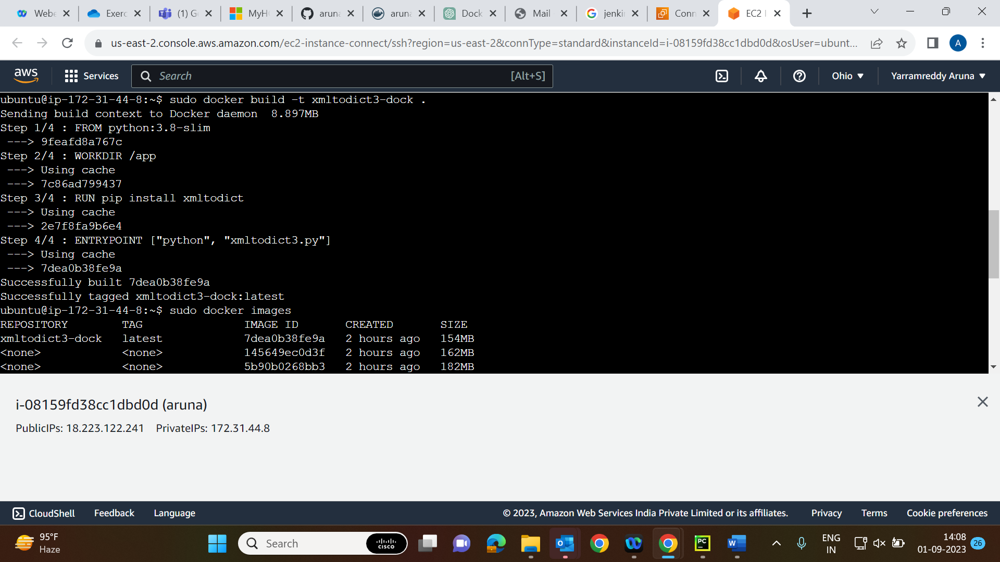 Webe
Exerc
(1) G
MyH
aruna
aruna
Dock
Mail
jenki
Conn
EC2 I
us-east-2.console.aws.amazon.com/ec2-instance-connect/ssh?region=us-east-2&connType=standard&instanceId=i-08159fd38cc1dbd0d&osUser=ubunt...
A
aws
Services
Search
[Alt+S]
Ohio
Yarramreddy Aruna
ubuntu@ip-172-31-44-8:~$ sudo docker build -t xmltodict3-dock .
Sending build context to Docker daemon  8.897MB
Step 1/4 : FROM python:3.8-slim
 ---> 9feafd8a767c
Step 2/4 : WORKDIR /app
 ---> Using cache
 ---> 7c86ad799437
Step 3/4 : RUN pip install xmltodict
 ---> Using cache
 ---> 2e7f8fa9b6e4
Step 4/4 : ENTRYPOINT ["python", "xmltodict3.py"]
 ---> Using cache
 ---> 7dea0b38fe9a
Successfully built 7dea0b38fe9a
Successfully tagged xmltodict3-dock:latest
ubuntu@ip-172-31-44-8:~$ sudo docker images
REPOSITORY        TAG               IMAGE ID       CREATED       SIZE
xmltodict3-dock   latest            7dea0b38fe9a   2 hours ago   154MB
<none>            <none>            145649ec0d3f   2 hours ago   162MB
<none>            <none>            5b90b0268bb3   2 hours ago   182MB
i-08159fd38cc1dbd0d (aruna)
PublicIPs: 18.223.122.241    PrivateIPs: 172.31.44.8
CloudShell
Feedback
Language
© 2023, Amazon Web Services India Private Limited or its affiliates.
Privacy
Terms
Cookie preferences
95°F
Haze
Search
CISCO
PC
W
ENG
IN
14:08
01-09-2023
26